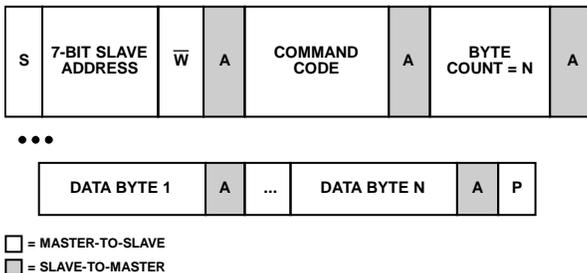 S 7-BIT SLAVE ADDRESS W̅ A COMMAND CODE A BYTE COUNT = N A
•••
DATA BYTE 1 A ... DATA BYTE N A P
= MASTER-TO-SLAVE
= SLAVE-TO-MASTER